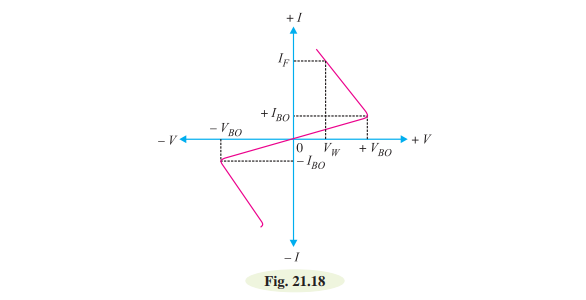 + I
I_F
+ I_BO
– V_BO
– V
+ V
0
V_W
+ V_BO
– I_BO
– I
Fig. 21.18